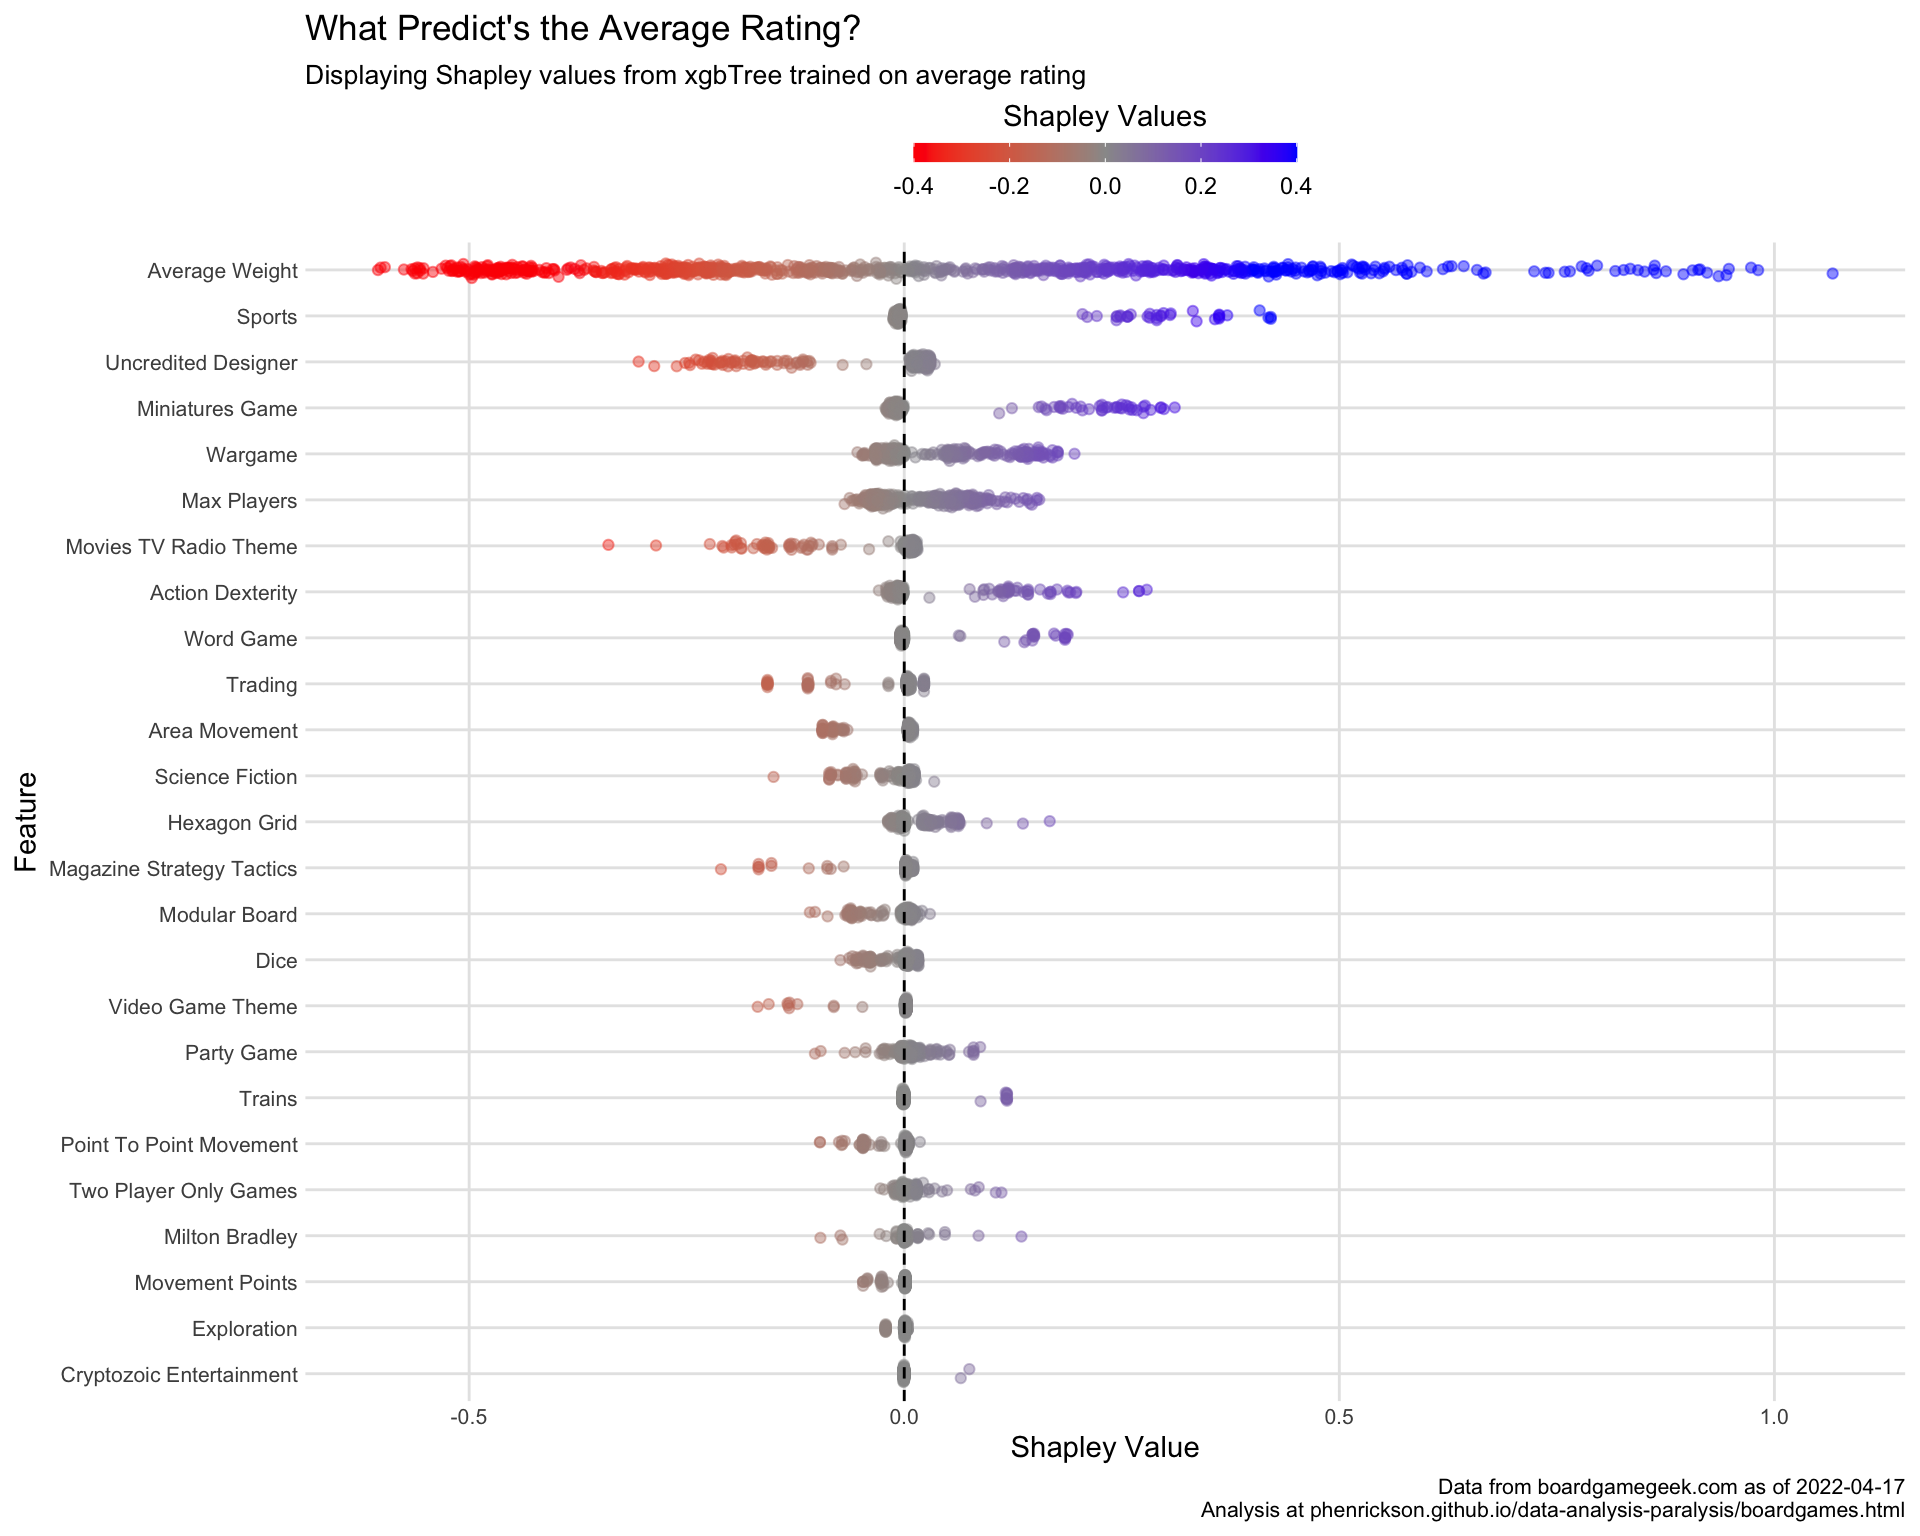 What Predict's the Average Rating?
Displaying Shapley values from xgbTree trained on average rating
Shapley Values
-0.4 -0.2 0.0 0.2 0.4
Feature
Average Weight
Sports
Uncredited Designer
Miniatures Game
Wargame
Max Players
Movies TV Radio Theme
Action Dexterity
Word Game
Trading
Area Movement
Science Fiction
Hexagon Grid
Magazine Strategy Tactics
Modular Board
Dice
Video Game Theme
Party Game
Trains
Point To Point Movement
Two Player Only Games
Milton Bradley
Movement Points
Exploration
Cryptozoic Entertainment
-0.5 0.0 0.5 1.0
Shapley Value
Data from boardgamegeek.com as of 2022-04-17
Analysis at phenrickson.github.io/data-analysis-paralysis/boardgames.html